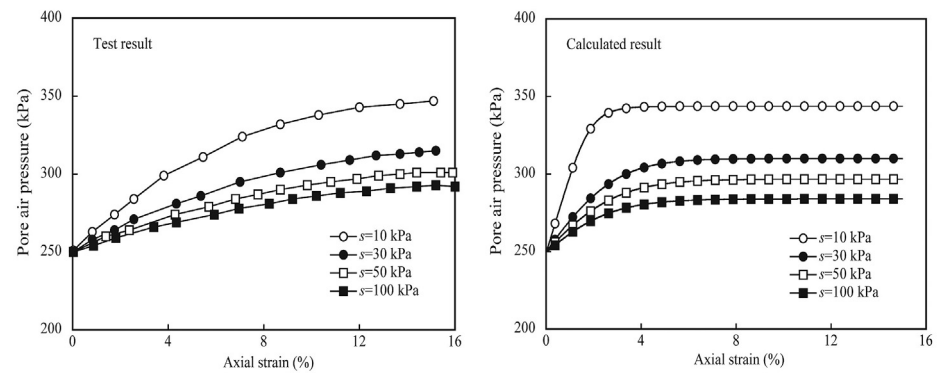 400
Test result
350
300
250
200
Pore air pressure (kPa)
s=10 kPa
s=30 kPa
s=50 kPa
s=100 kPa
0 4 8 12 16
Axial strain (%)
400
Calculated result
350
300
250
200
Pore air pressure (kPa)
s=10 kPa
s=30 kPa
s=50 kPa
s=100 kPa
0 4 8 12 16
Axial strain (%)